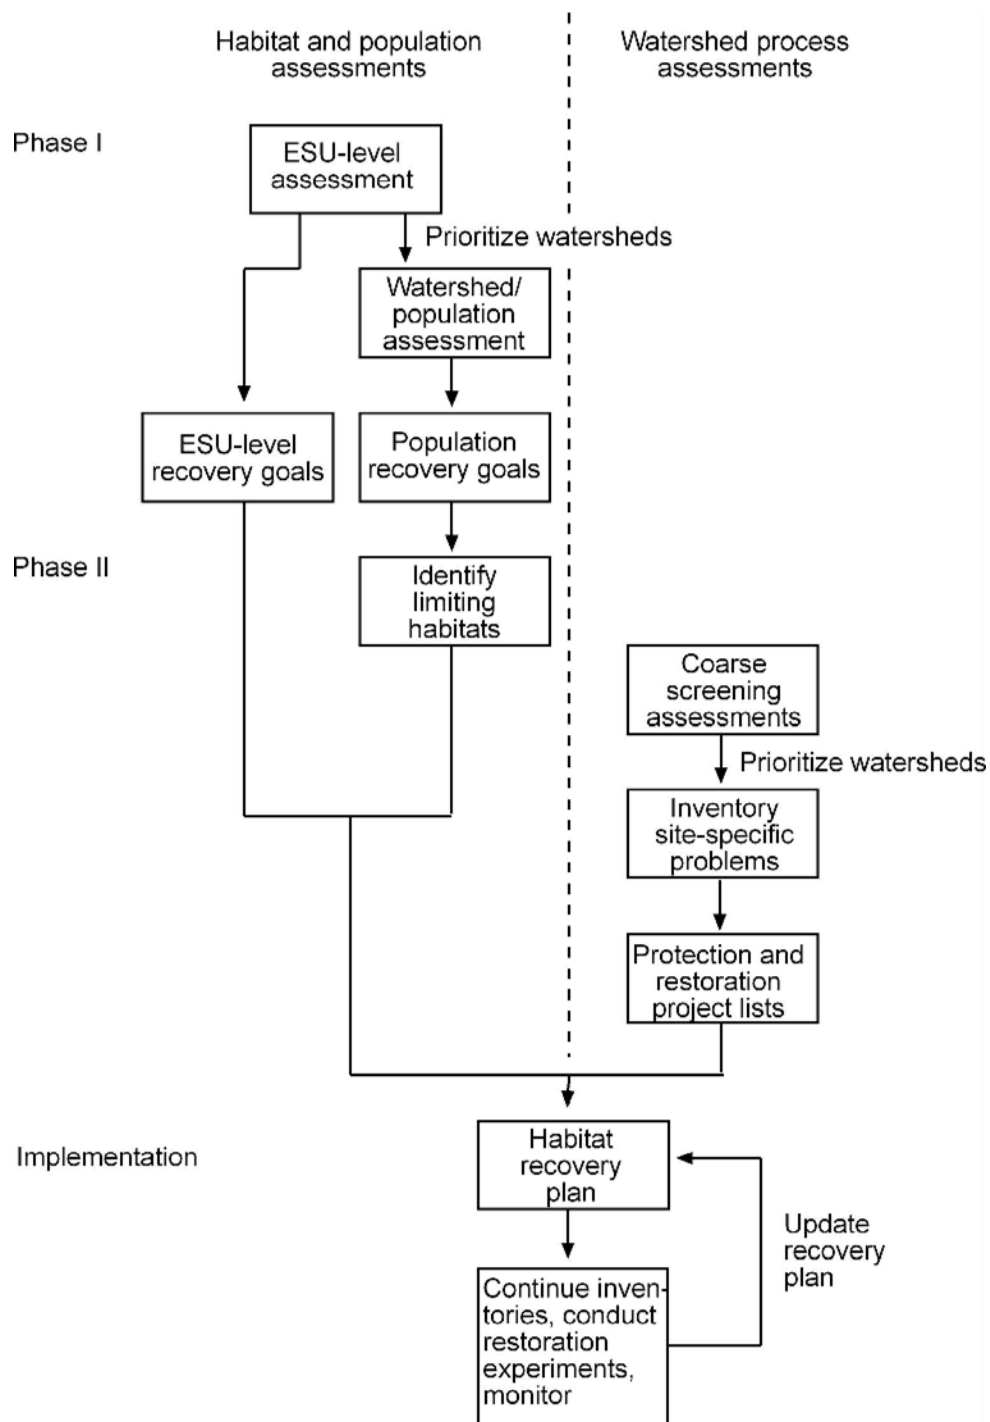 Habitat and population
assessments
Watershed process
assessments
Phase I
ESU-level
assessment
Prioritize watersheds
Watershed/
population
assessment
ESU-level
recovery goals
Population
recovery goals
Phase II
Identify
limiting
habitats
Coarse
screening
assessments
Prioritize watersheds
Inventory
site-specific
problems
Protection and
restoration
project lists
Implementation
Habitat
recovery
plan
Update
recovery
plan
Continue inven-
tories, conduct
restoration
experiments,
monitor